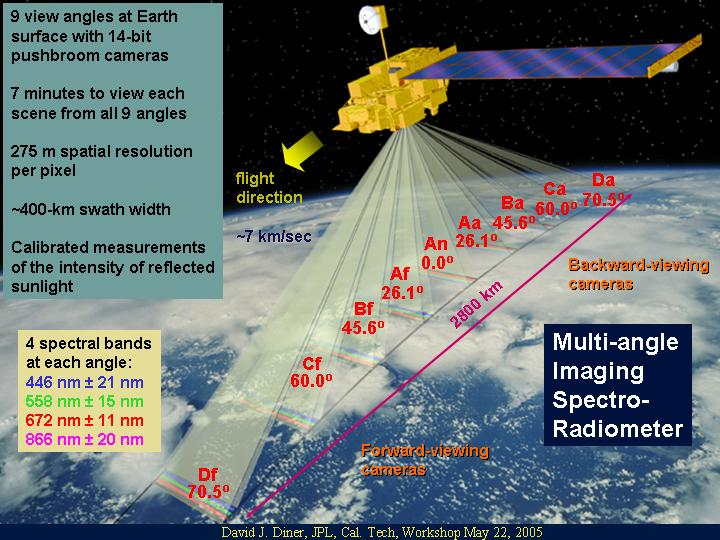 9 view angles at Earth
surface with 14-bit
pushbroom cameras
7 minutes to view each
scene from all 9 angles
275 m spatial resolution
per pixel
~400-km swath width
Calibrated measurements
of the intensity of reflected
sunlight
flight
direction
~7 km/sec
Da
70.5º
Ca
60.0º
Ba
45.6º
Aa
26.1º
An
0.0º
Af
26.1º
Bf
45.6º
Cf
60.0º
Df
70.5º
2800 km
Backward-viewing
cameras
Forward-viewing
cameras
4 spectral bands
at each angle:
446 nm ± 21 nm
558 nm ± 15 nm
672 nm ± 11 nm
866 nm ± 20 nm
Multi-angle
Imaging
Spectro-
Radiometer
David J. Diner, JPL, Cal. Tech, Workshop May 22, 2005